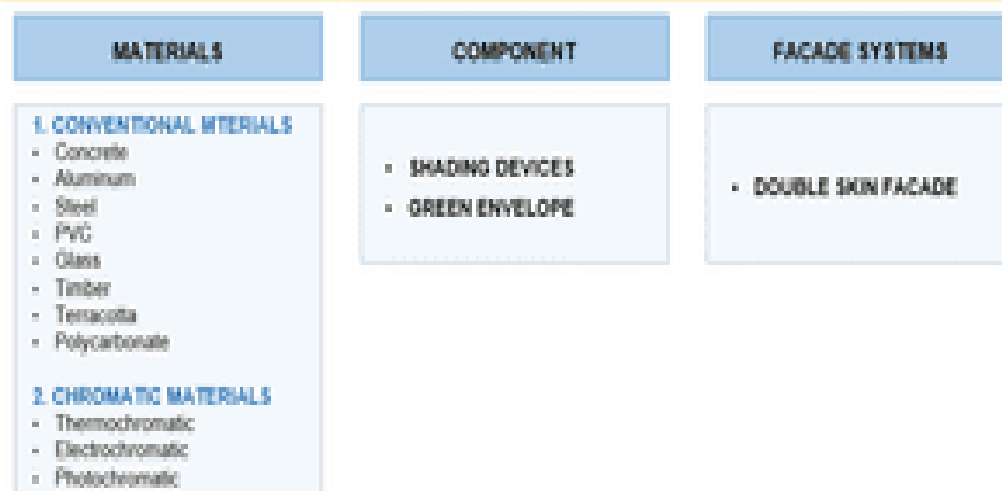 MATERIALS
1. CONVENTIONAL MTERIALS
• Concrete
• Aluminum
• Steel
• PVC
• Glass
• Timber
• Terracotta
• Polycarbonate
2. CHROMATIC MATERIALS
• Thermochromatic
• Electrochromatic
• Photochromatic
COMPONENT
• SHADING DEVICES
• GREEN ENVELOPE
FACADE SYSTEMS
• DOUBLE SKIN FACADE